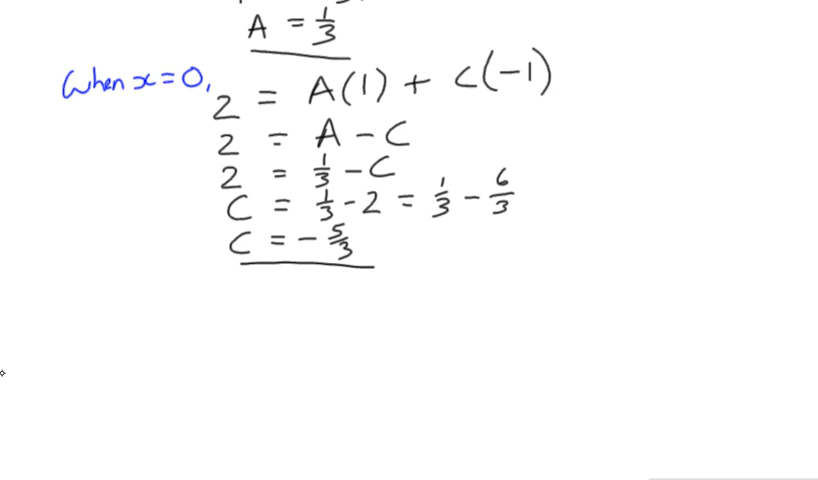 A = 1/3
When x = 0,
2 = A(1) + C(-1)
2 = A - C
2 = 1/3 - C
C = 1/3 - 2 = 1/3 - 6/3
C = - 5/3